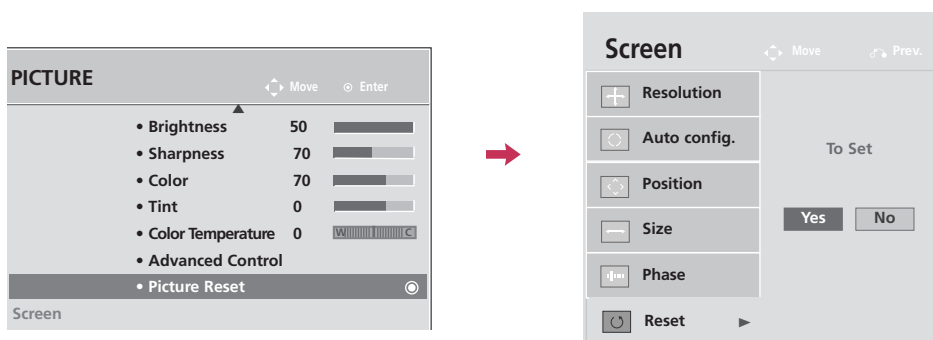 PICTURE
Move Enter
• Brightness 50
• Sharpness 70
• Color 70
• Tint 0
• Color Temperature 0 W C
• Advanced Control
• Picture Reset
Screen
Screen
Move Prev.
Resolution
Auto config.
Position
Size
Phase
Reset
To Set
Yes No